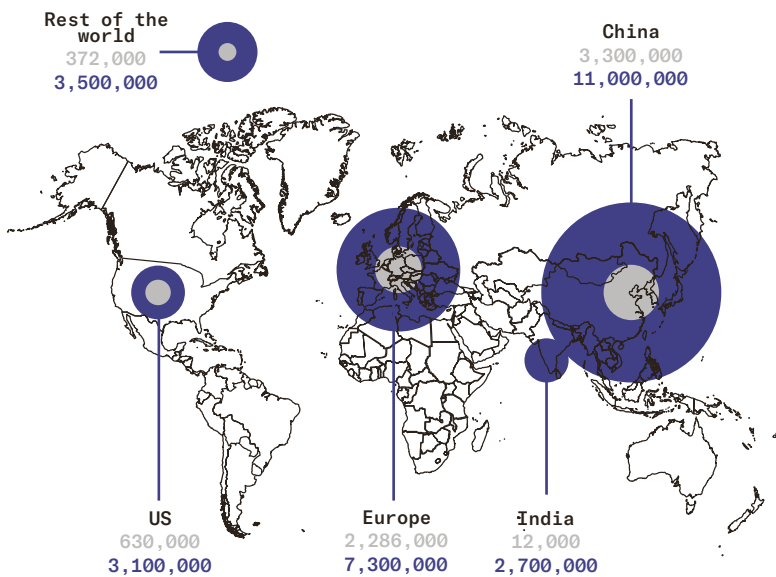 Rest of the
world
372,000
3,500,000
China
3,300,000
11,000,000
US
630,000
3,100,000
Europe
2,286,000
7,300,000
India
12,000
2,700,000